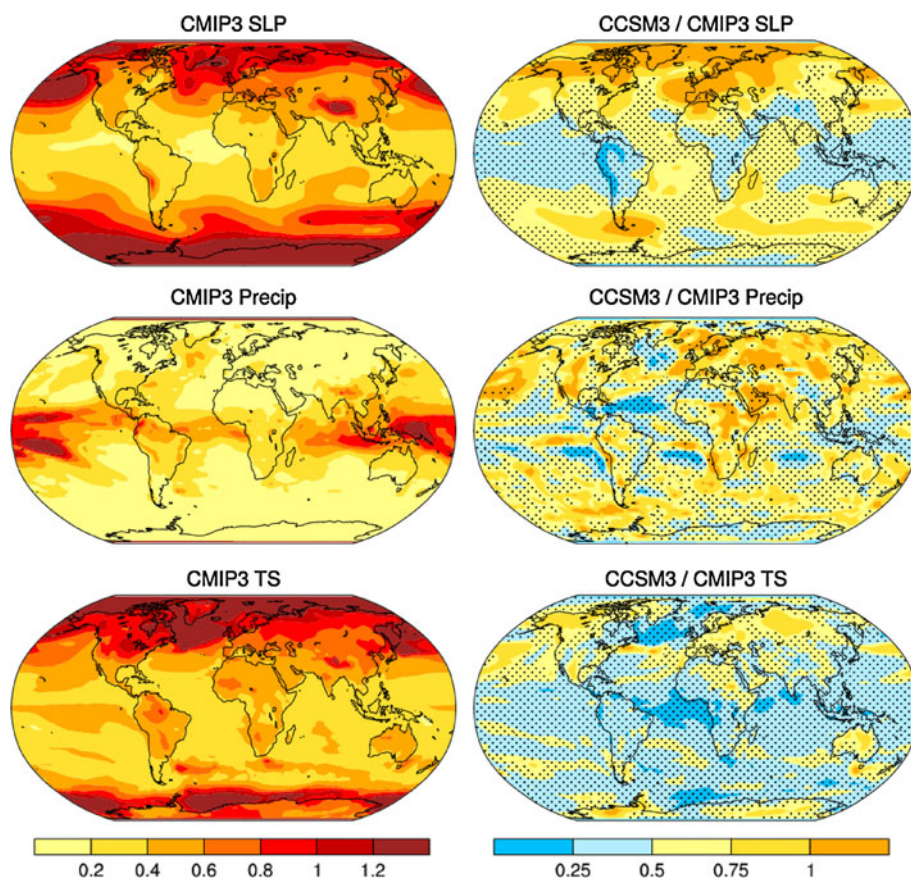 CMIP3 SLP
CCSM3 / CMIP3 SLP
CMIP3 Precip
CCSM3 / CMIP3 Precip
CMIP3 TS
CCSM3 / CMIP3 TS
0.2 0.4 0.6 0.8 1 1.2
0.25 0.5 0.75 1